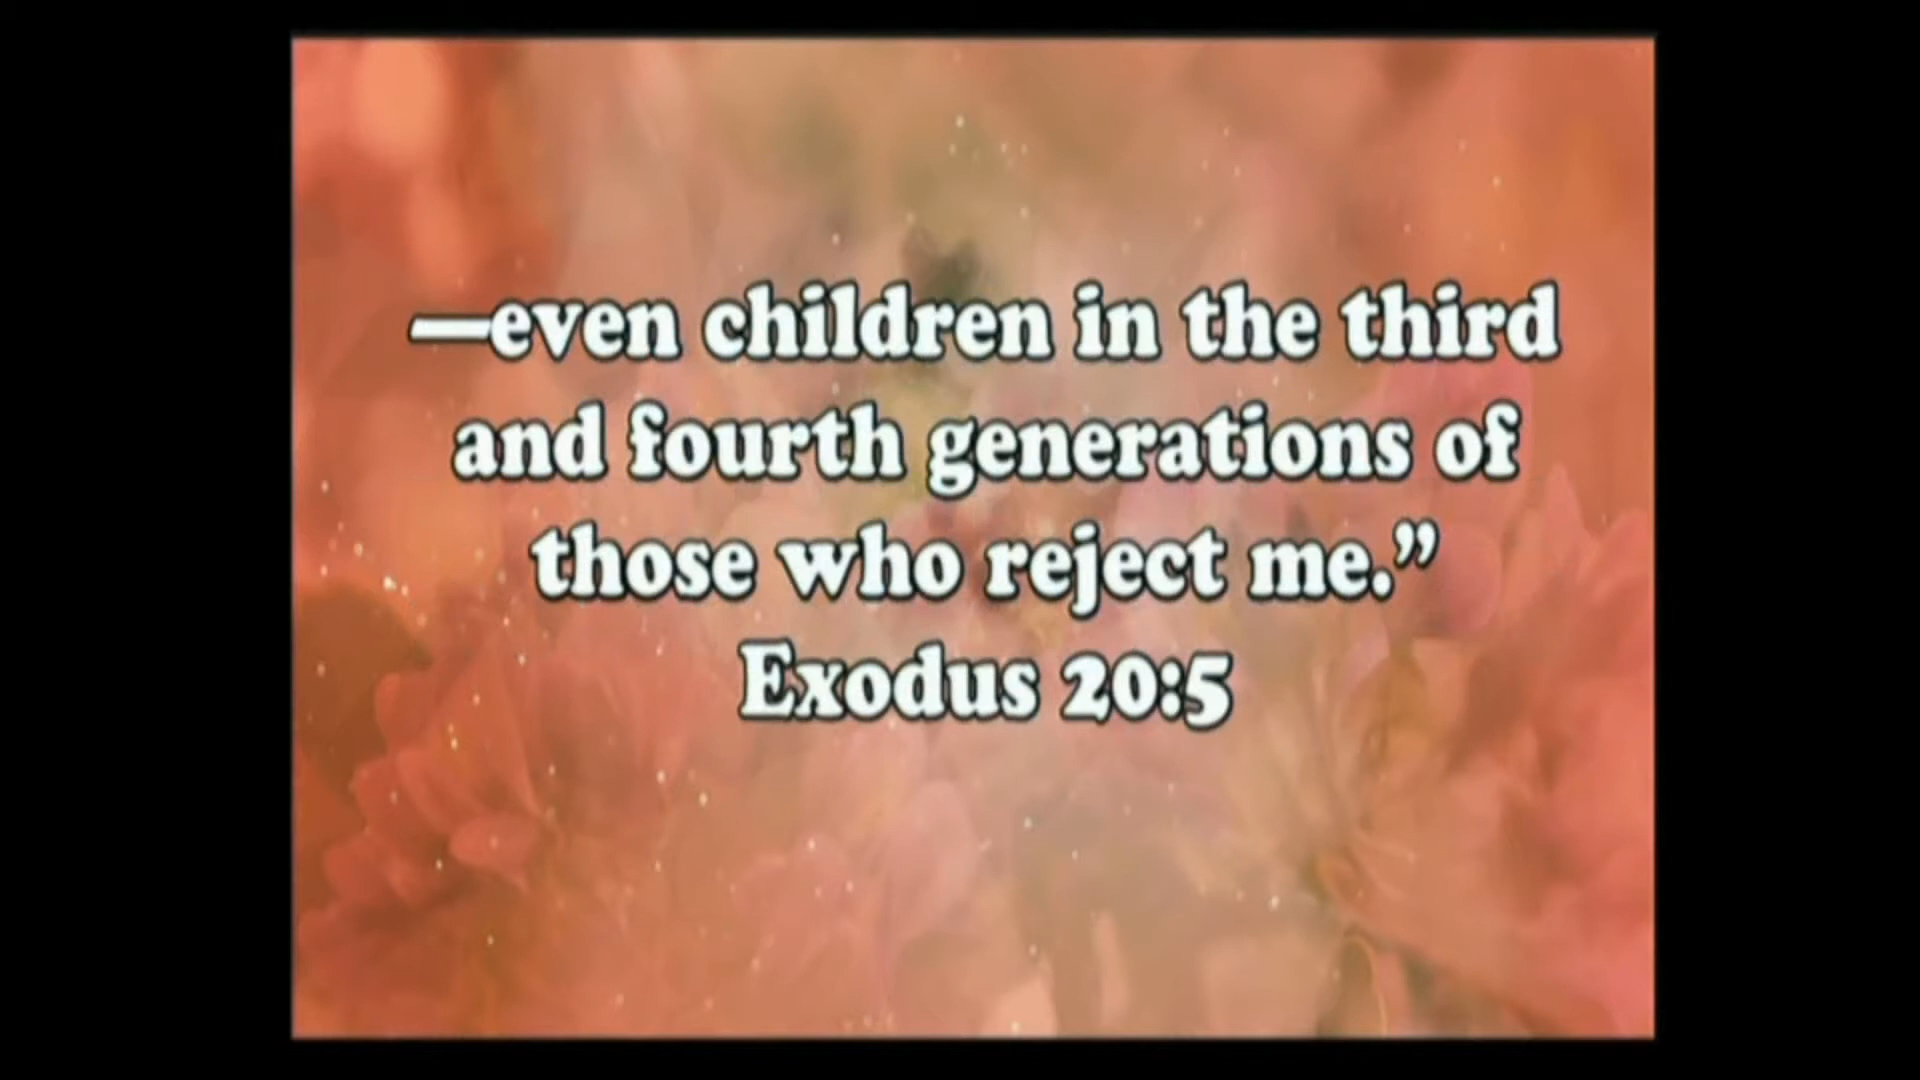 —even children in the third
and fourth generations of
those who reject me.”
Exodus 20:5